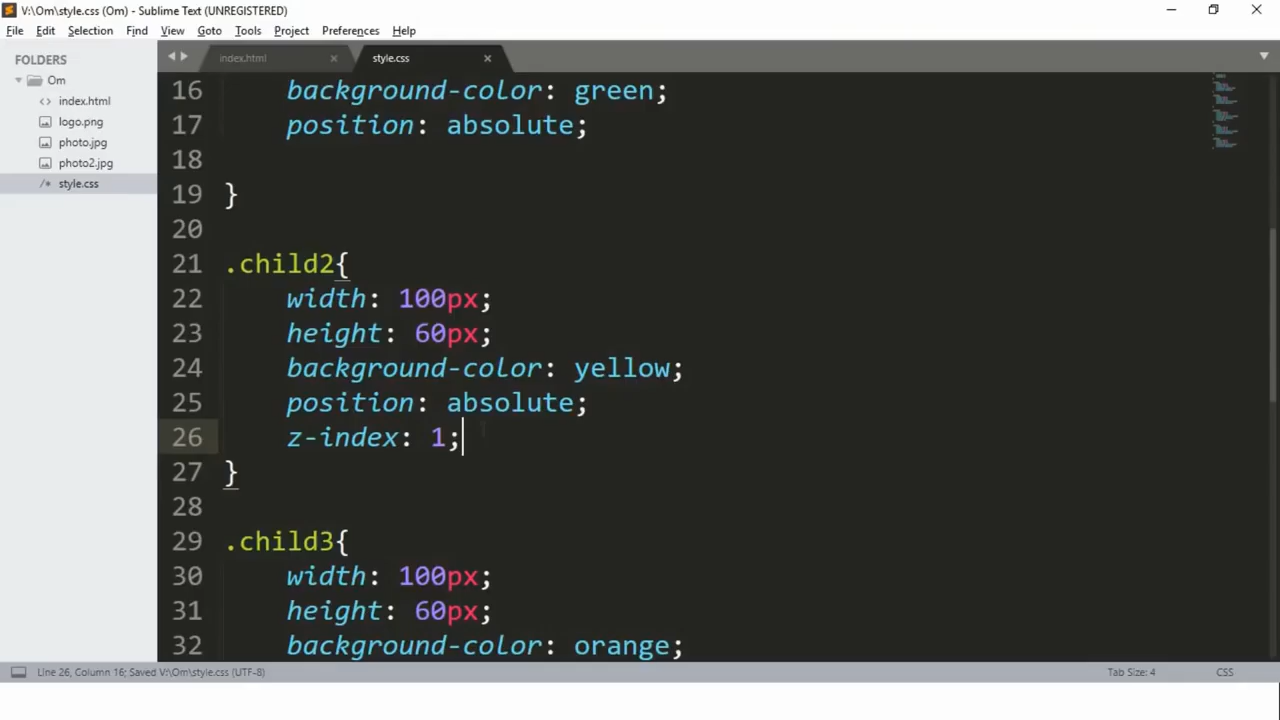 V:\Om\style.css (Om) - Sublime Text (UNREGISTERED)
File Edit Selection Find View Goto Tools Project Preferences Help
FOLDERS
Om
<> index.html
logo.png
photo.jpg
photo2.jpg
/* style.css
index.html × style.css ×
16 background-color: green;
17 position: absolute;
18
19 }
20
21 .child2{
22 width: 100px;
23 height: 60px;
24 background-color: yellow;
25 position: absolute;
26 z-index: 1;
27 }
28
29 .child3{
30 width: 100px;
31 height: 60px;
32 background-color: orange;
Line 26, Column 16; Saved V:\Om\style.css (UTF-8) Tab Size: 4 CSS